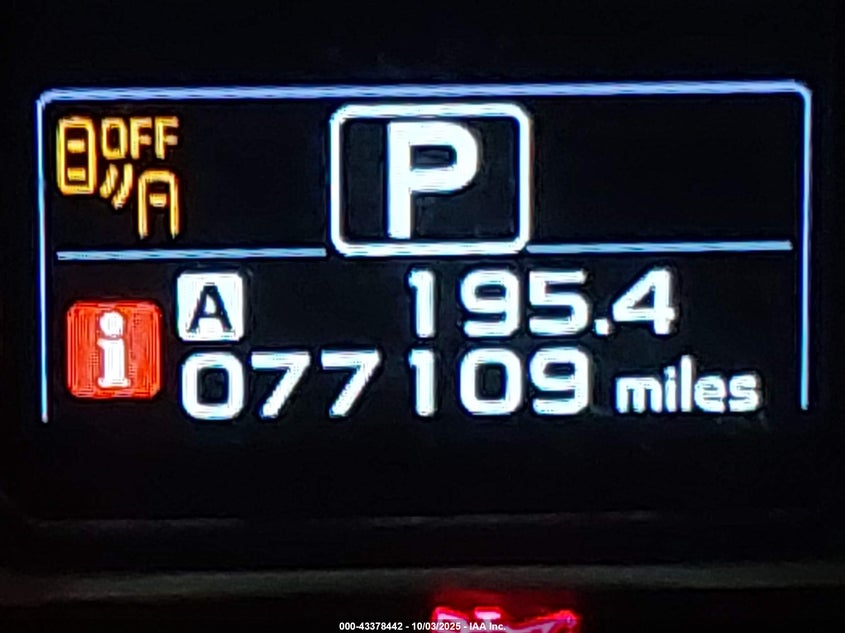 OFF
P
A 195.4
i 077109 miles
000-43378442 - 10/03/2025 - IAA Inc.